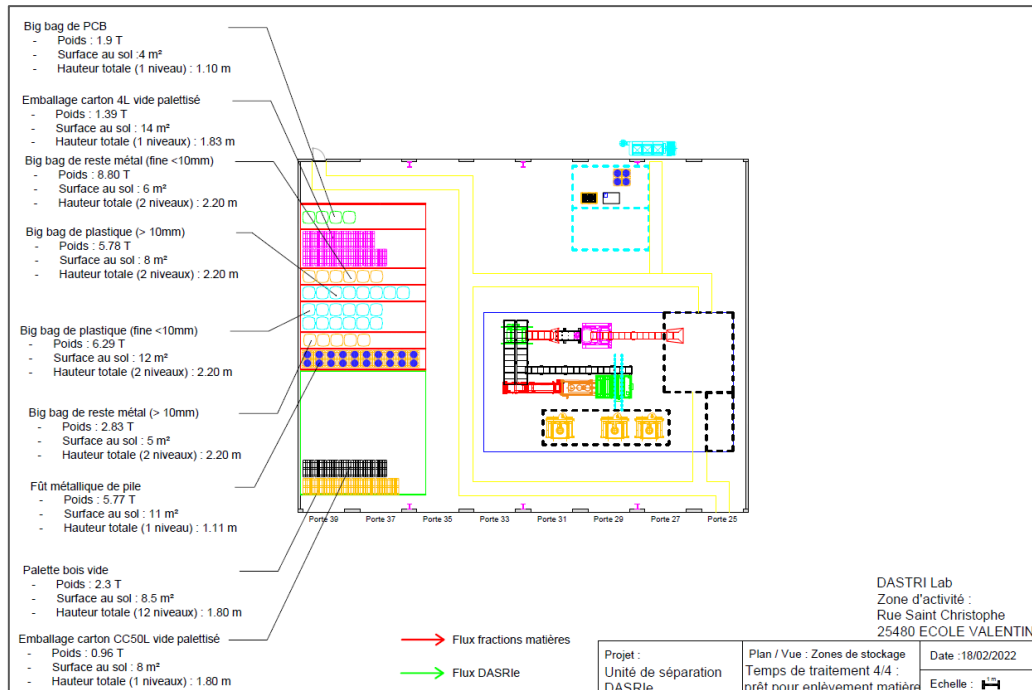 Big bag de PCB
- Poids : 1.9 T
- Surface au sol :4 m²
- Hauteur totale (1 niveau) : 1.10 m
Emballage carton 4L vide palettisé
- Poids : 1.39 T
- Surface au sol : 14 m²
- Hauteur totale (1 niveaux) : 1.83 m
Big bag de reste métal (fine <10mm)
- Poids : 8.80 T
- Surface au sol : 6 m²
- Hauteur totale (2 niveaux) : 2.20 m
Big bag de plastique (> 10mm)
- Poids : 5.78 T
- Surface au sol : 8 m²
- Hauteur totale (2 niveaux) : 2.20 m
Big bag de plastique (fine <10mm)
- Poids : 6.29 T
- Surface au sol : 12 m²
- Hauteur totale (2 niveaux) : 2.20 m
Big bag de reste métal (> 10mm)
- Poids : 2.83 T
- Surface au sol : 5 m²
- Hauteur totale (2 niveaux) : 2.20 m
Fût métallique de pile
- Poids : 5.77 T
- Surface au sol : 11 m²
- Hauteur totale (1 niveau) : 1.11 m
Palette bois vide
- Poids : 2.3 T
- Surface au sol : 8.5 m²
- Hauteur totale (12 niveaux) : 1.80 m
Emballage carton CC50L vide palettisé
- Poids : 0.96 T
- Surface au sol : 8 m²
- Hauteur totale (1 niveaux) : 1.80 m
Porte 39 Porte 37 Porte 35 Porte 33 Porte 31 Porte 29 Porte 27 Porte 25
Flux fractions matières
Flux DASRIe
DASTRI Lab
Zone d'activité :
Rue Saint Christophe
25480 ECOLE VALENTIN
Projet :
Unité de séparation
DASRIe
Plan / Vue : Zones de stockage
Temps de traitement 4/4 :
prêt pour enlèvement matière
Date :18/02/2022
Echelle : 1 m